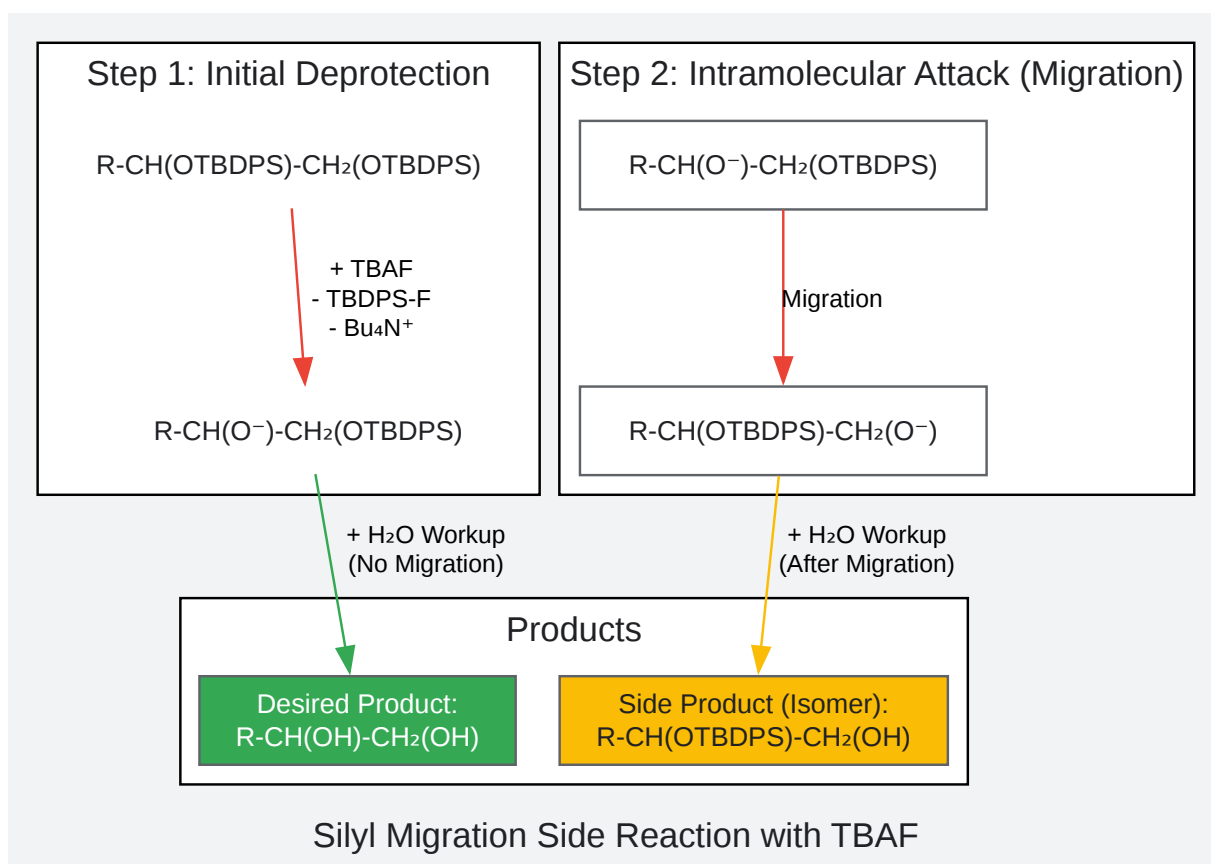 Step 1: Initial Deprotection
R-CH(OTBDPS)-CH₂(OTBDPS)
+ TBAF
- TBDPS-F
- Bu₄N⁺
R-CH(O⁻)-CH₂(OTBDPS)
Step 2: Intramolecular Attack (Migration)
R-CH(O⁻)-CH₂(OTBDPS)
Migration
R-CH(OTBDPS)-CH₂(O⁻)
+ H₂O Workup
(No Migration)
+ H₂O Workup
(After Migration)
Products
Desired Product:
R-CH(OH)-CH₂(OH)
Side Product (Isomer):
R-CH(OTBDPS)-CH₂(OH)
Silyl Migration Side Reaction with TBAF